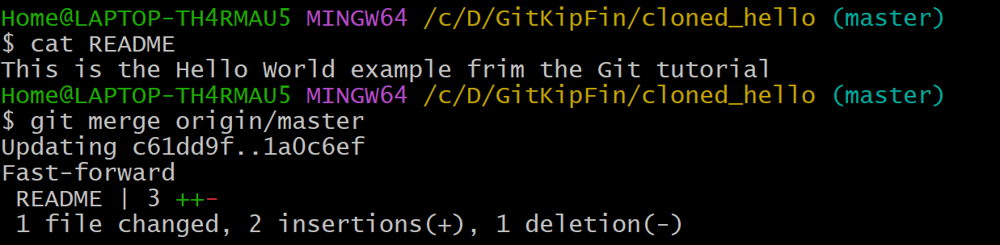 Home@LAPTOP-TH4RMAU5 MINGW64 /c/D/GitKipFin/cloned_hello (master)
$ cat README
This is the Hello World example frim the Git tutorial
Home@LAPTOP-TH4RMAU5 MINGW64 /c/D/GitKipFin/cloned_hello (master)
$ git merge origin/master
Updating c61dd9f..1a0c6ef
Fast-forward
 README | 3 ++-
 1 file changed, 2 insertions(+), 1 deletion(-)